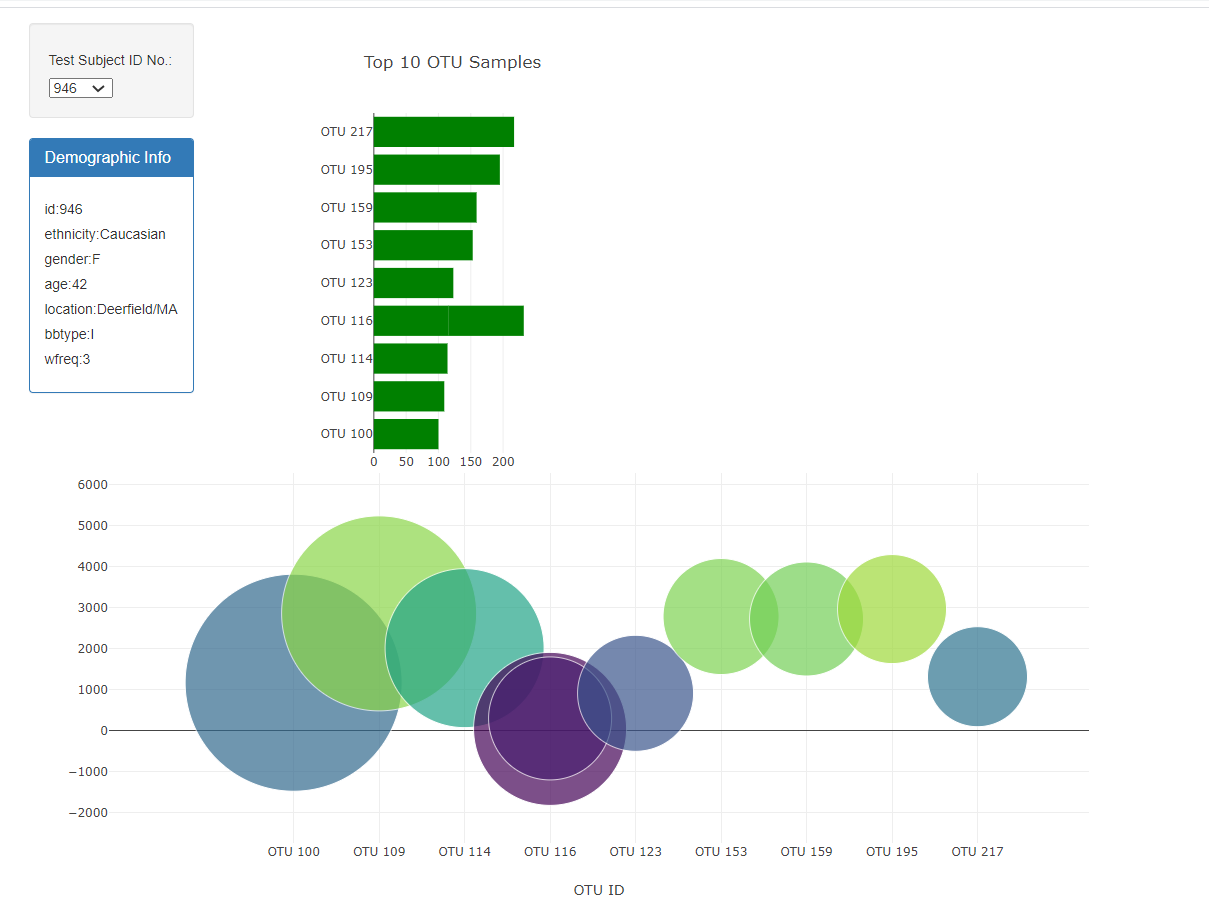 Test Subject ID No.:
946
Demographic Info
id:946
ethnicity:Caucasian
gender:F
age:42
location:Deerfield/MA
bbtype:I
wfreq:3
Top 10 OTU Samples
OTU 217
OTU 195
OTU 159
OTU 153
OTU 123
OTU 116
OTU 114
OTU 109
OTU 100
0 50 100 150 200
6000
5000
4000
3000
2000
1000
0
−1000
−2000
OTU 100 OTU 109 OTU 114 OTU 116 OTU 123 OTU 153 OTU 159 OTU 195 OTU 217
OTU ID